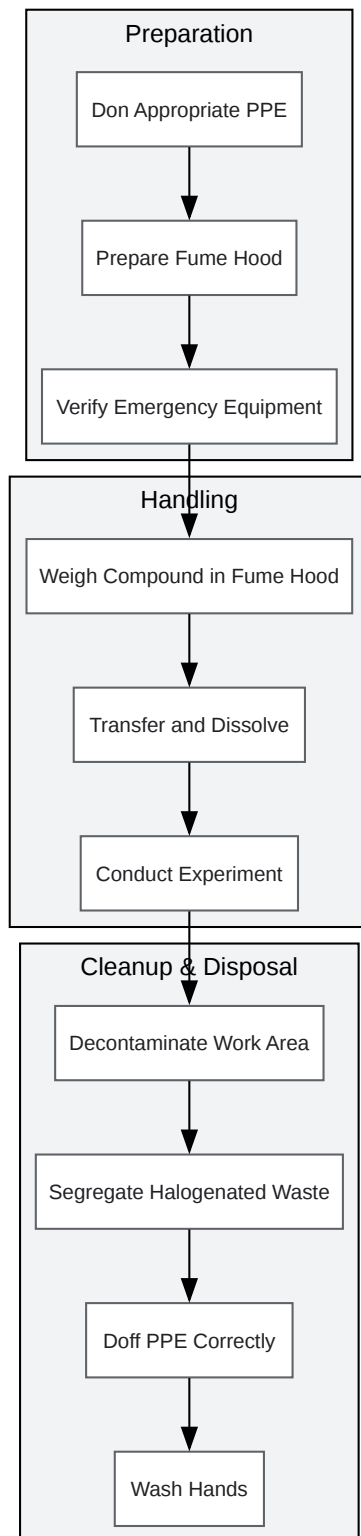 Preparation
Don Appropriate PPE
Prepare Fume Hood
Verify Emergency Equipment
Handling
Weigh Compound in Fume Hood
Transfer and Dissolve
Conduct Experiment
Cleanup & Disposal
Decontaminate Work Area
Segregate Halogenated Waste
Doff PPE Correctly
Wash Hands